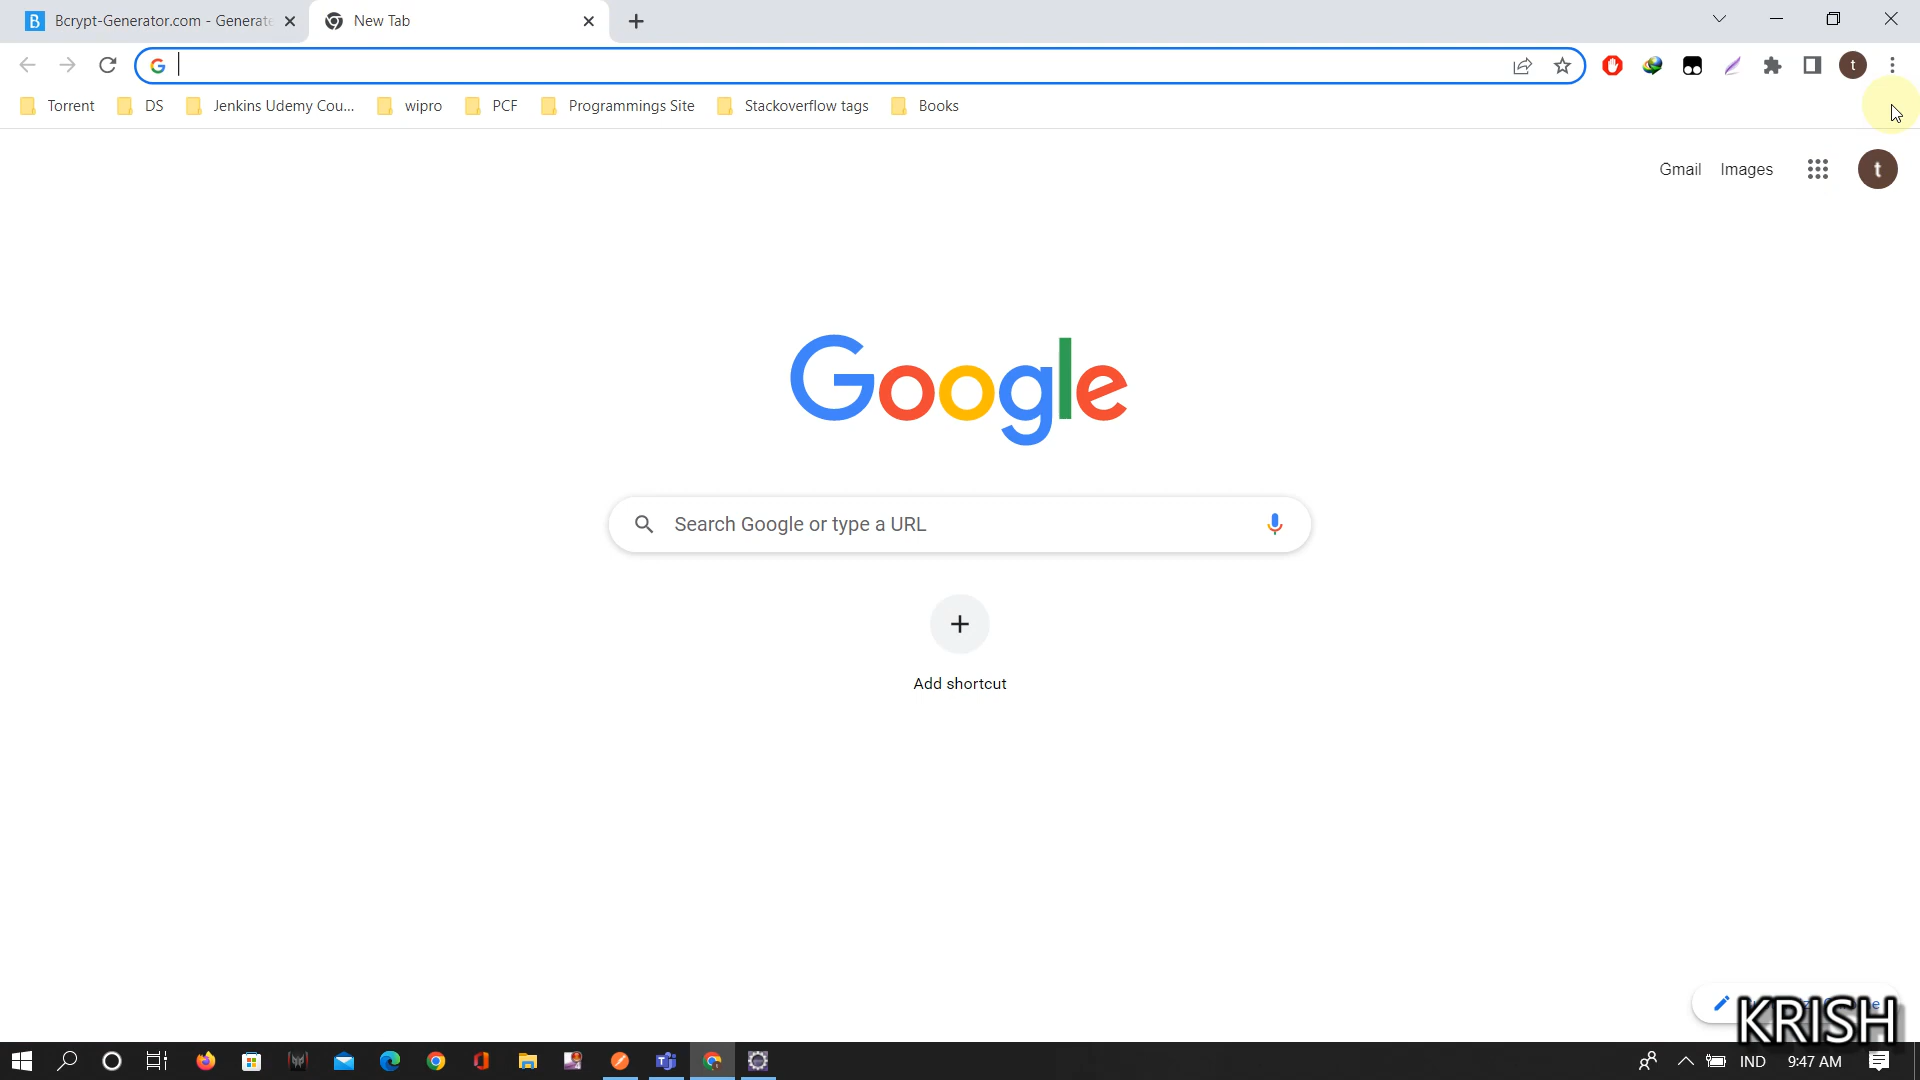 Bcrypt-Generator.com - Generate
New Tab
Torrent
DS
Jenkins Udemy Cou...
wipro
PCF
Programmings Site
Stackoverflow tags
Books
t
Gmail
Images
t
Google
Search Google or type a URL
Add shortcut
KRISH
IND
9:47 AM